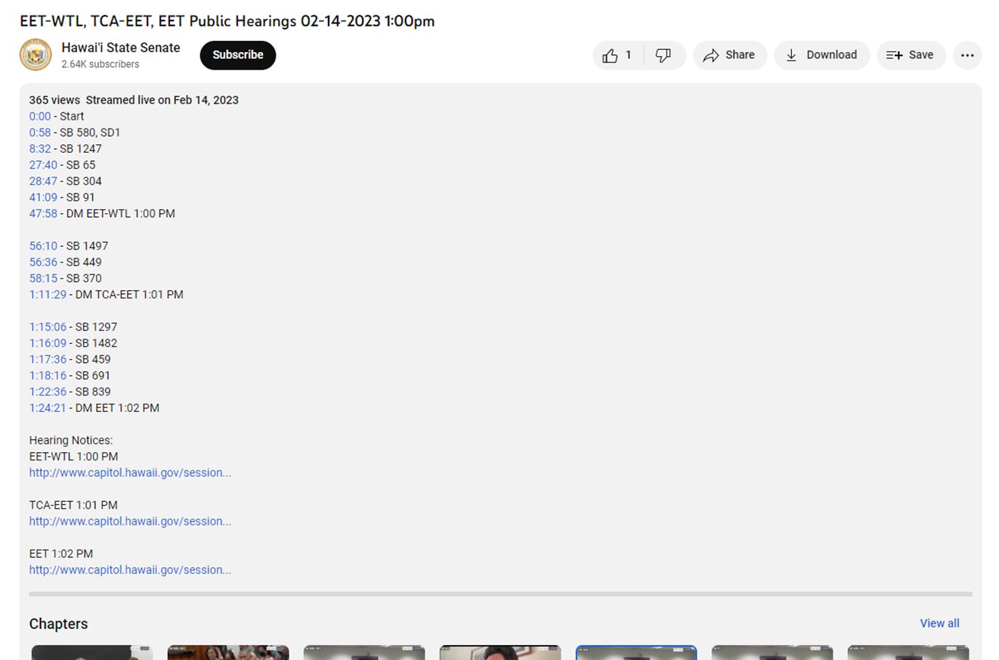 EET-WTL, TCA-EET, EET Public Hearings 02-14-2023 1:00pm
Hawai'i State Senate
2.64K subscribers
Subscribe
1
Share
Download
Save
365 views  Streamed live on Feb 14, 2023
0:00 - Start
0:58 - SB 580, SD1
8:32 - SB 1247
27:40 - SB 65
28:47 - SB 304
41:09 - SB 91
47:58 - DM EET-WTL 1:00 PM
56:10 - SB 1497
56:36 - SB 449
58:15 - SB 370
1:11:29 - DM TCA-EET 1:01 PM
1:15:06 - SB 1297
1:16:09 - SB 1482
1:17:36 - SB 459
1:18:16 - SB 691
1:22:36 - SB 839
1:24:21 - DM EET 1:02 PM
Hearing Notices:
EET-WTL 1:00 PM
http://www.capitol.hawaii.gov/session...
TCA-EET 1:01 PM
http://www.capitol.hawaii.gov/session...
EET 1:02 PM
http://www.capitol.hawaii.gov/session...
Chapters
View all